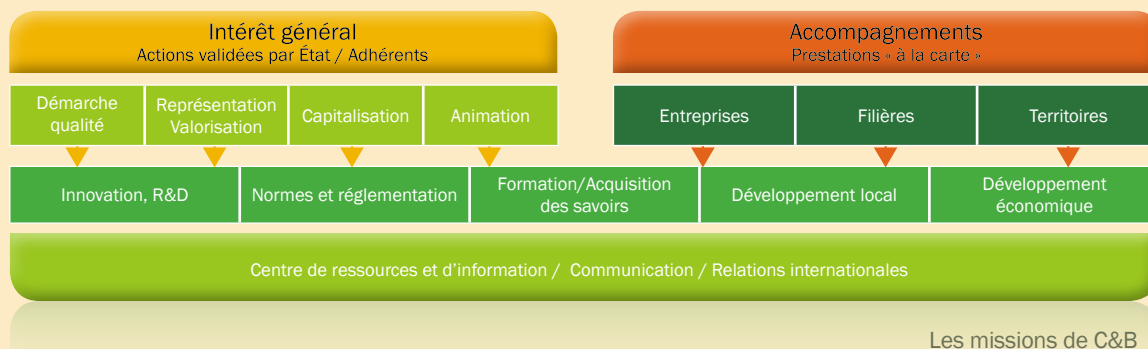 Intérêt général
Actions validées par État / Adhérents
Accompagnements
Prestations « à la carte »
Démarche
qualité
Représentation
Valorisation
Capitalisation
Animation
Entreprises
Filières
Territoires
Innovation, R&D
Normes et réglementation
Formation/Acquisition
des savoirs
Développement local
Développement
économique
Centre de ressources et d'information / Communication / Relations internationales
Les missions de C&B